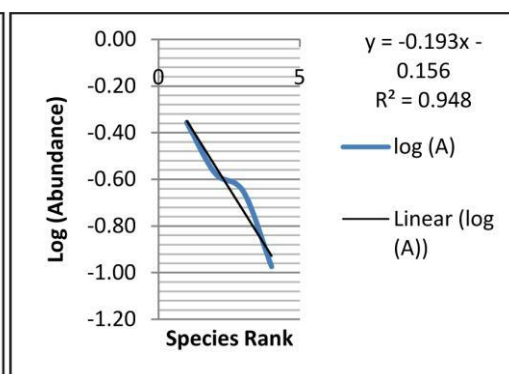 0.00
-0.20
-0.40
-0.60
-0.80
-1.00
-1.20
0
5
Log (Abundance)
Species Rank
y = -0.193x -
0.156
R² = 0.948
log (A)
Linear (log
(A))